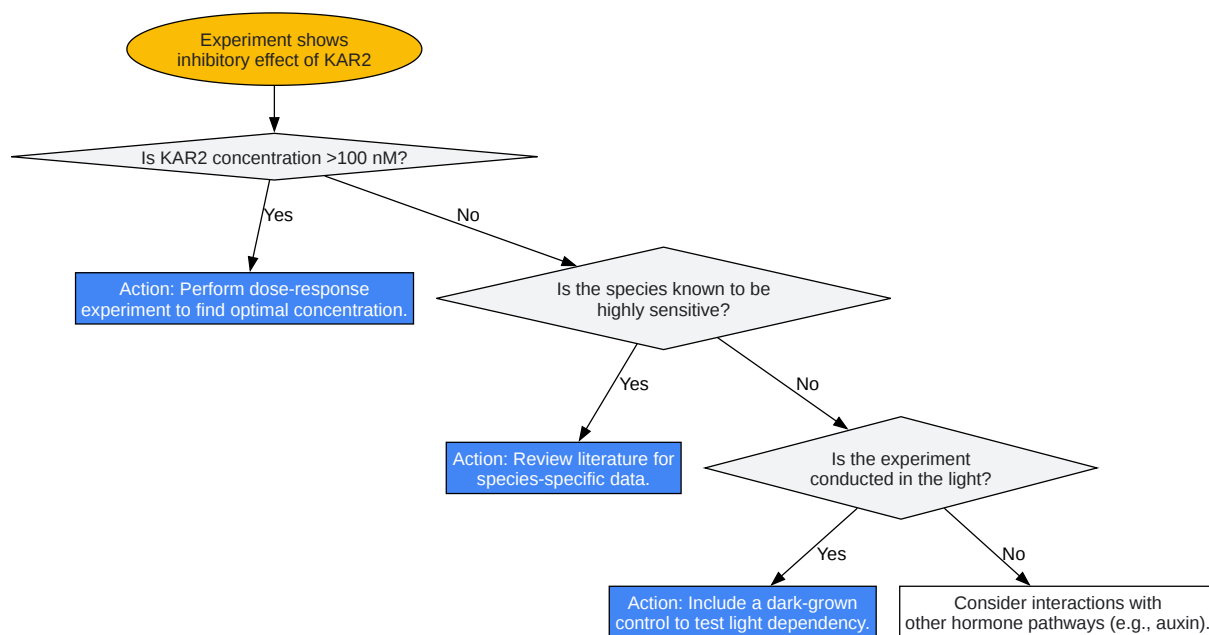 Experiment shows
inhibitory effect of KAR2
Is KAR2 concentration >100 nM?
Yes
No
Action: Perform dose-response
experiment to find optimal concentration.
Is the species known to be
highly sensitive?
Yes
No
Action: Review literature for
species-specific data.
Is the experiment
conducted in the light?
Yes
No
Action: Include a dark-grown
control to test light dependency.
Consider interactions with
other hormone pathways (e.g., auxin).